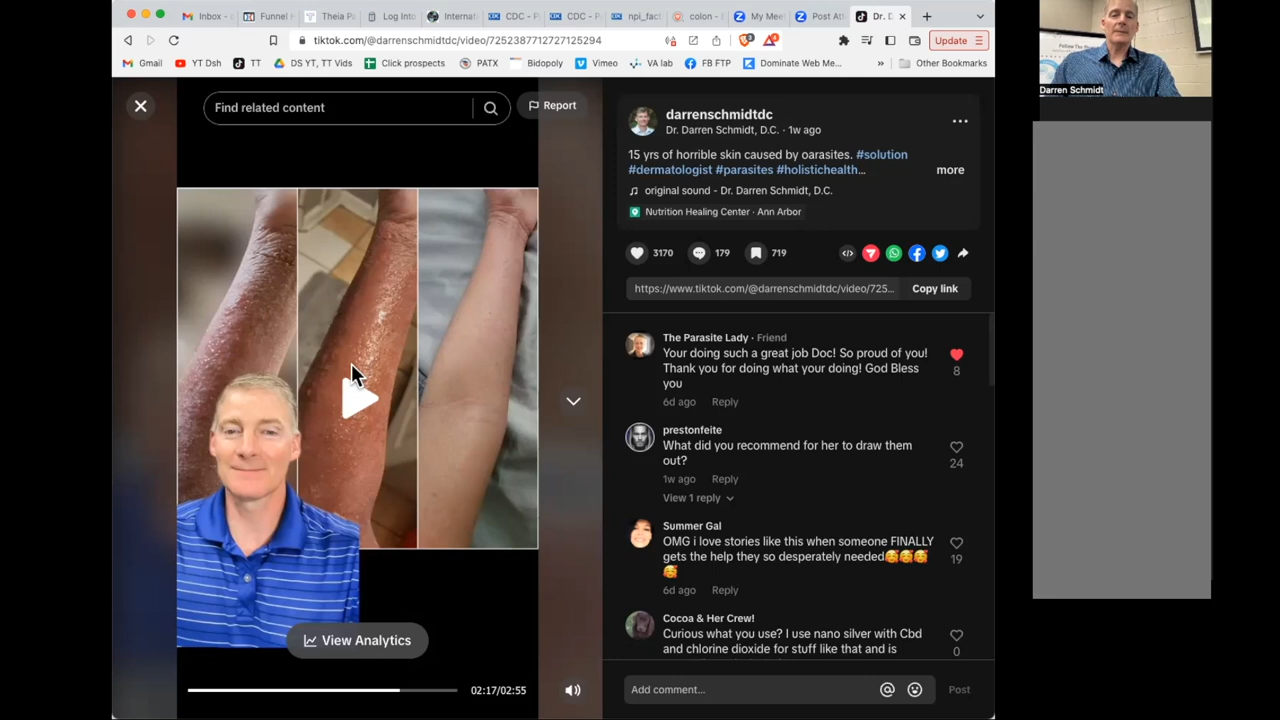 Inbox -
Funnel H
Theia Pa
Log Into
Internati
CDC - P
CDC - P
npi_fact
colon -
My Mee
Post Att
Dr. D
tiktok.com/@darrenschmidtdc/video/7252387712727125294
Update
Gmail
YT Dsh
TT
DS YT, TT Vids
Click prospects
PATX
Bidopoly
Vimeo
VA lab
FB FTP
Dominate Web Me...
»
Other Bookmarks
Darren Schmidt
Find related content
Report
darrenschmidtdc
Dr. Darren Schmidt, D.C. · 1w ago
15 yrs of horrible skin caused by oarasites. #solution
#dermatologist #parasites #holistichealth...
more
original sound - Dr. Darren Schmidt, D.C.
Nutrition Healing Center · Ann Arbor
3170
179
719
https://www.tiktok.com/@darrenschmidtdc/video/725...
Copy link
The Parasite Lady · Friend
Your doing such a great job Doc! So proud of you!
Thank you for doing what your doing! God Bless
you
8
6d ago Reply
prestonfeite
What did you recommend for her to draw them
out?
24
1w ago Reply
View 1 reply
Summer Gal
OMG i love stories like this when someone FINALLY
gets the help they so desperately needed🥰🥰🥰
🥰
19
6d ago Reply
Cocoa & Her Crew!
Curious what you use? I use nano silver with Cbd
and chlorine dioxide for stuff like that and is
0
View Analytics
02:17/02:55
Add comment...
Post